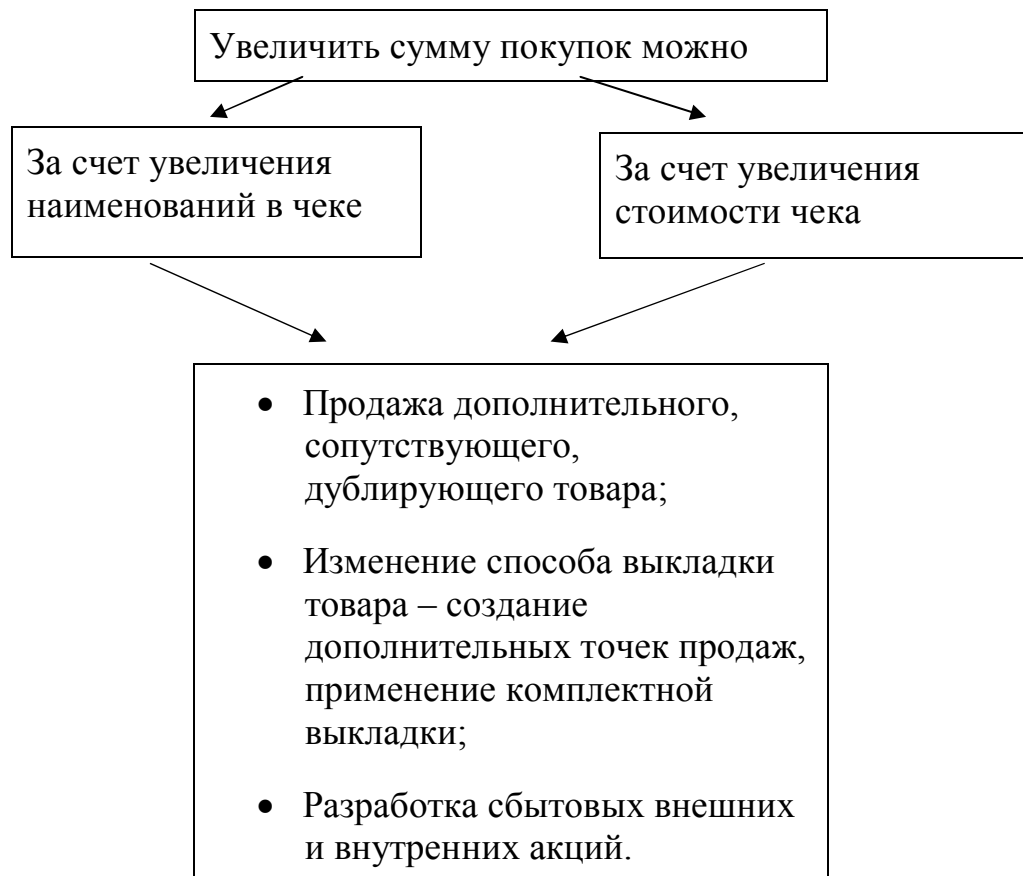 Увеличить сумму покупок можно
За счет увеличения
наименований в чеке
За счет увеличения
стоимости чека
• Продажа дополнительного,
сопутствующего,
дублирующего товара;
• Изменение способа выкладки
товара – создание
дополнительных точек продаж,
применение комплектной
выкладки;
• Разработка сбытовых внешних
и внутренних акций.